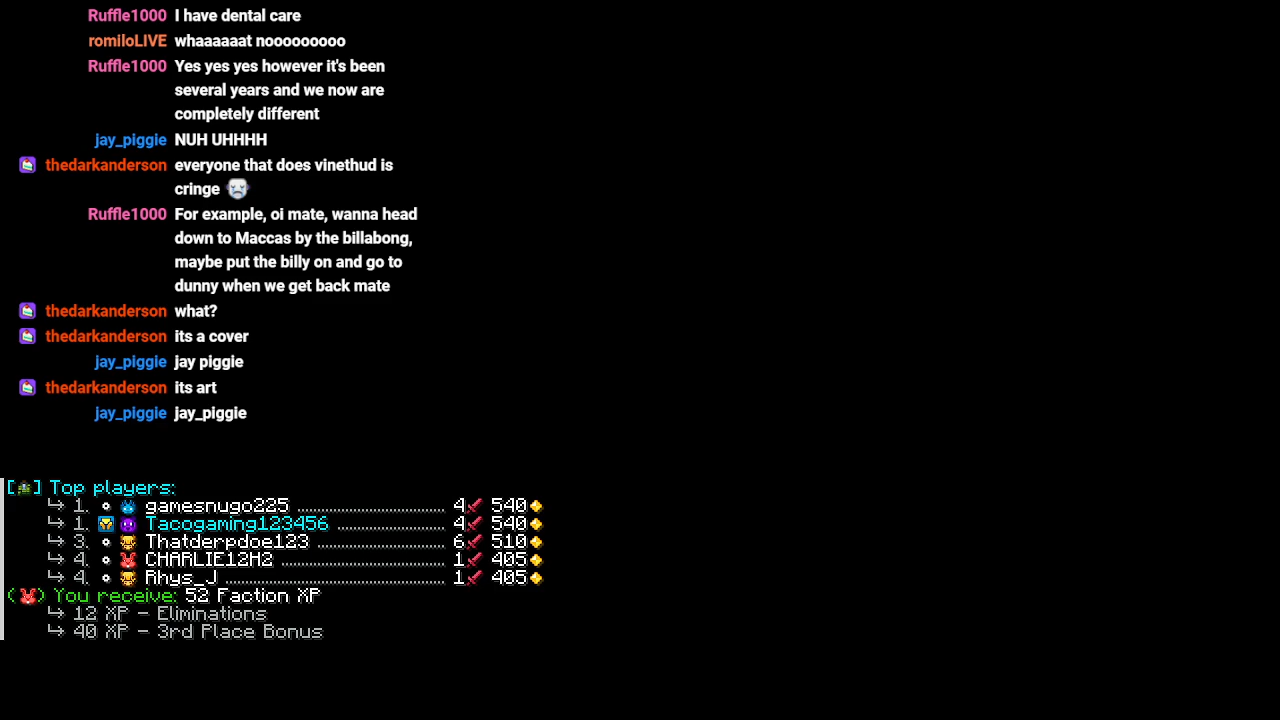 Ruffle1000 I have dental care
romiloLIVE whaaaaaat nooooooooo
Ruffle1000 Yes yes yes however it's been
several years and we now are
completely different
jay_piggie NUH UHHHH
thedarkanderson everyone that does vinethud is
cringe
Ruffle1000 For example, oi mate, wanna head
down to Maccas by the billabong,
maybe put the billy on and go to
dunny when we get back mate
thedarkanderson what?
thedarkanderson its a cover
jay_piggie jay piggie
thedarkanderson its art
jay_piggie jay_piggie
[] Top players:
↪ 1. gamesnugo225 ........ 4 540
↪ 1. Tacogaming123456 ........ 4 540
↪ 3. Thatderpdoe123 ........ 6 510
↪ 4. CHARLIE12H2 ........ 1 405
↪ 4. Rhys_J ........ 1 405
() You receive: 52 Faction XP
↪ 12 XP - Eliminations
↪ 40 XP - 3rd Place Bonus